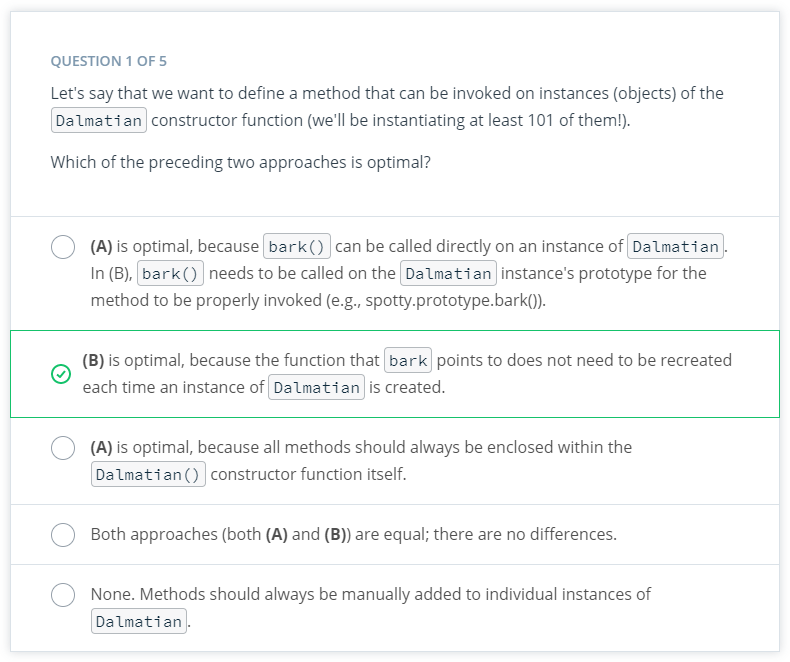 QUESTION 1 OF 5
Let's say that we want to define a method that can be invoked on instances (objects) of the
Dalmatian constructor function (we'll be instantiating at least 101 of them!).
Which of the preceding two approaches is optimal?
(A) is optimal, because bark() can be called directly on an instance of Dalmatian.
In (B), bark() needs to be called on the Dalmatian instance's prototype for the
method to be properly invoked (e.g., spotty.prototype.bark()).
(B) is optimal, because the function that bark points to does not need to be recreated
each time an instance of Dalmatian is created.
(A) is optimal, because all methods should always be enclosed within the
Dalmatian() constructor function itself.
Both approaches (both (A) and (B)) are equal; there are no differences.
None. Methods should always be manually added to individual instances of
Dalmatian.